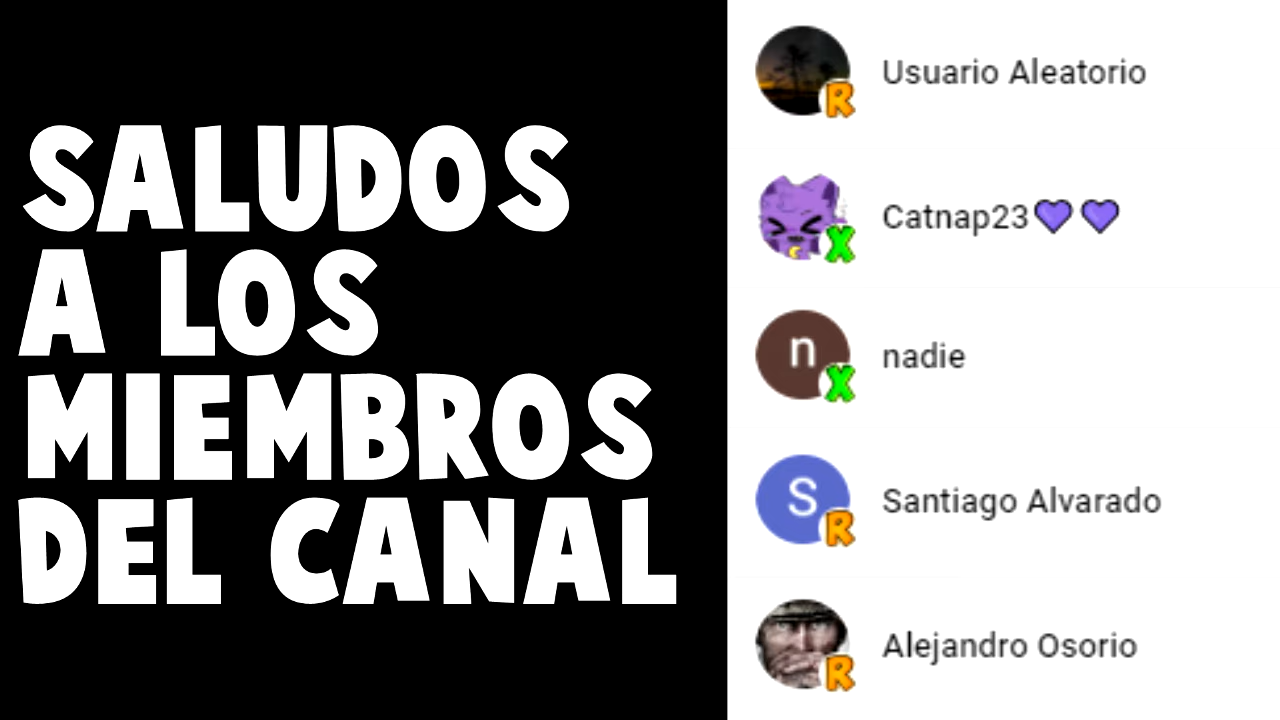 SALUDOS
A LOS
MIEMBROS
DEL CANAL
R
Usuario Aleatorio
X
Catnap23💜💜
n
X
nadie
S
R
Santiago Alvarado
R
Alejandro Osorio